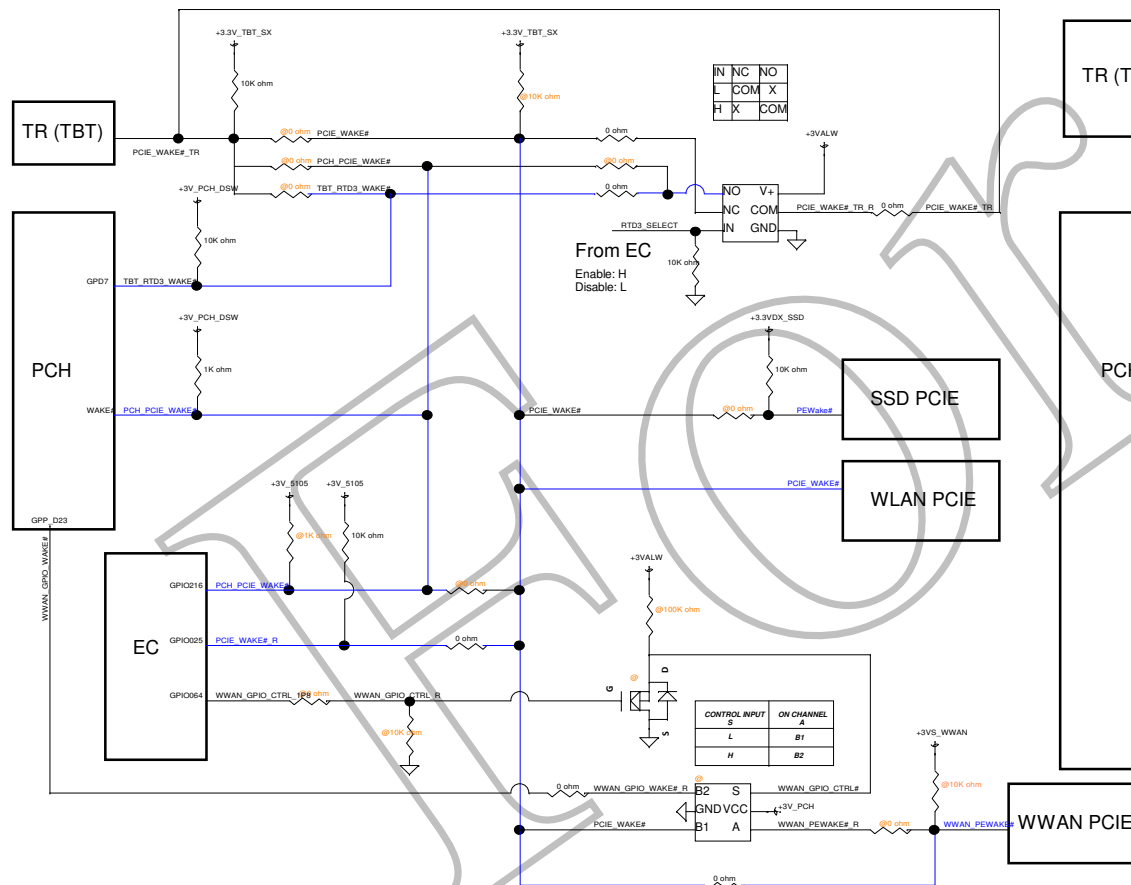 +3.3V_TBT_SX
+3.3V_TBT_SX
10K ohm
@10K ohm
IN NC NO
L COM X
H X COM
TR (TBT)
PCIE_WAKE#_TR
@0 ohm
PCIE_WAKE#
0 ohm
@0 ohm
PCH_PCIE_WAKE#
@0 ohm
@0 ohm
TBT_RTD3_WAKE#
0 ohm
+3VALW
NO V+
NC COM
IN GND
PCIE_WAKE#_TR_R
0 ohm
PCIE_WAKE#_TR
RTD3_SELECT
From EC
Enable: H
Disable: L
10K ohm
+3V_PCH_DSW
10K ohm
GPD7
TBT_RTD3_WAKE#
+3V_PCH_DSW
1K ohm
PCH
WAKE#
PCH_PCIE_WAKE#
GPP_D23
WWAN_GPIO_WAKE#
+3.3VDX_SSD
10K ohm
PCIE_WAKE#
@0 ohm
PEWake#
SSD PCIE
PCIE_WAKE#
WLAN PCIE
+3V_5105
+3V_5105
@1K ohm
10K ohm
EC
GPIO216
PCH_PCIE_WAKE#
@0 ohm
GPIO025
PCIE_WAKE#_R
0 ohm
GPIO064
WWAN_GPIO_CTRL_1P8
@0 ohm
WWAN_GPIO_CTRL_R
@10K ohm
+3VALW
@100K ohm
@
G
D
S
CONTROL INPUT S
ON CHANNEL A
L B1
H B2
+3VS_WWAN
@10K ohm
0 ohm
WWAN_GPIO_WAKE#_R
@
B2 S
GND VCC
B1 A
WWAN_GPIO_CTRL#
+3V_PCH
PCIE_WAKE#
WWAN_PEWAKE#_R
@0 ohm
WWAN_PEWAKE#
WWAN PCIE
0 ohm
TR (T
PCH